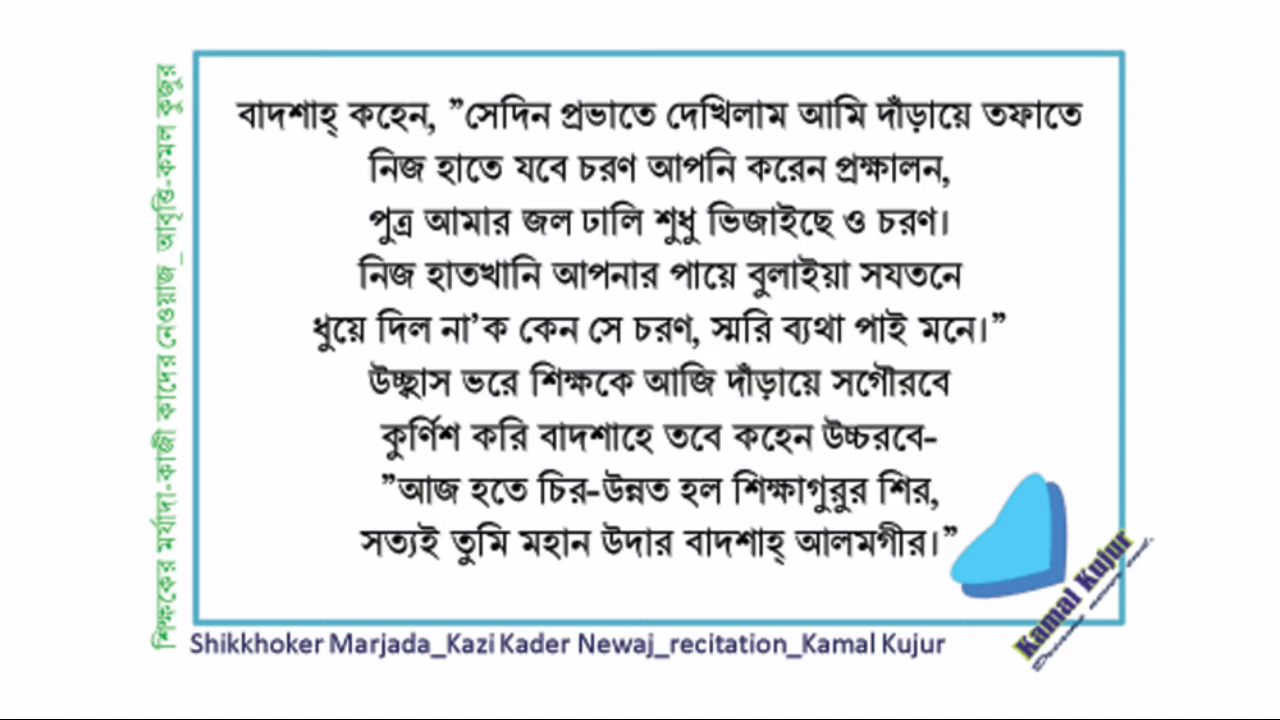 বাদশাহ্ কহেন, ”সেদিন প্রভাতে দেখিলাম আমি দাঁড়ায়ে তফাতে
নিজ হাতে যবে চরণ আপনি করেন প্রক্ষালন,
পুত্র আমার জল ঢালি শুধু ভিজাইছে ও চরণ।
নিজ হাতখানি আপনার পায়ে বুলাইয়া সযতনে
ধুয়ে দিল না’ক কেন সে চরণ, স্মরি ব্যথা পাই মনে।”
উচ্ছ্বাস ভরে শিক্ষকে আজি দাঁড়ায়ে সগৌরবে
কুর্ণিশ করি বাদশাহে তবে কহেন উচ্চরবে-
”আজ হতে চির-উন্নত হল শিক্ষাগুরুর শির,
সত্যই তুমি মহান উদার বাদশাহ্ আলমগীর।”
শিক্ষকের মর্যাদা-কাজী কাদের নেওয়াজ_আবৃত্তি-কমল কুজুর
Shikkhoker Marjada_Kazi Kader Newaj_recitation_Kamal Kujur
Kamal Kujur